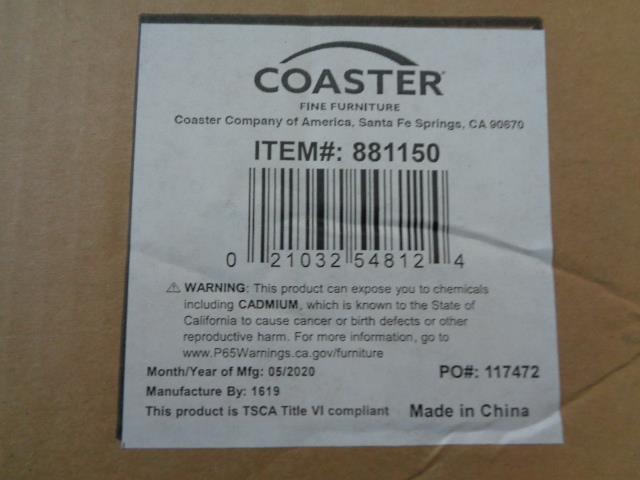 COASTER
FINE FURNITURE
Coaster Company of America, Santa Fe Springs, CA 90670
ITEM#: 881150
0 21032 54812 4
⚠ WARNING: This product can expose you to chemicals
including CADMIUM, which is known to the State of
California to cause cancer or birth defects or other
reproductive harm. For more information, go to
www.P65Warnings.ca.gov/furniture
Month/Year of Mfg: 05/2020 PO#: 117472
Manufacture By: 1619
This product is TSCA Title VI compliant Made in China